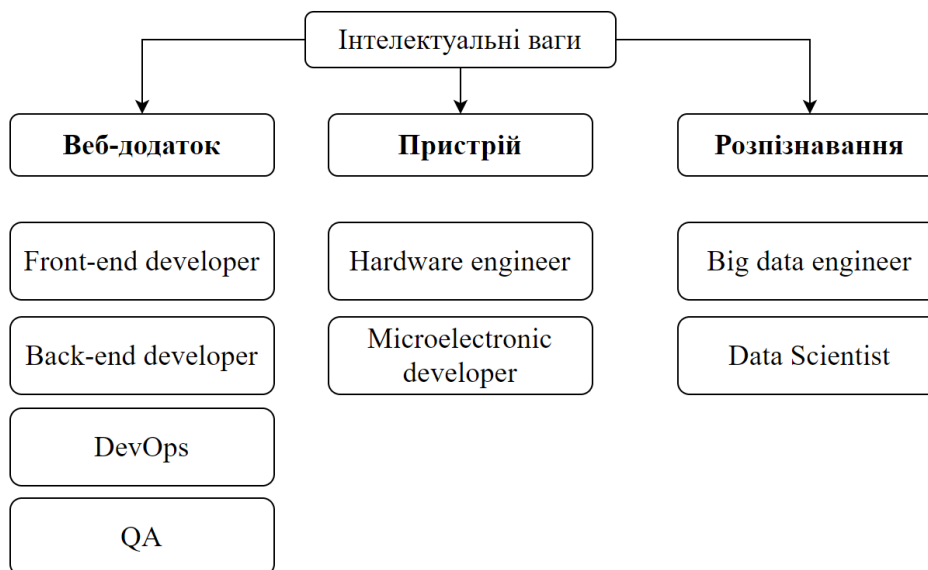 Інтелектуальні ваги
Веб-додаток
Пристрій
Розпізнавання
Front-end developer
Hardware engineer
Big data engineer
Back-end developer
Microelectronic
developer
Data Scientist
DevOps
QA